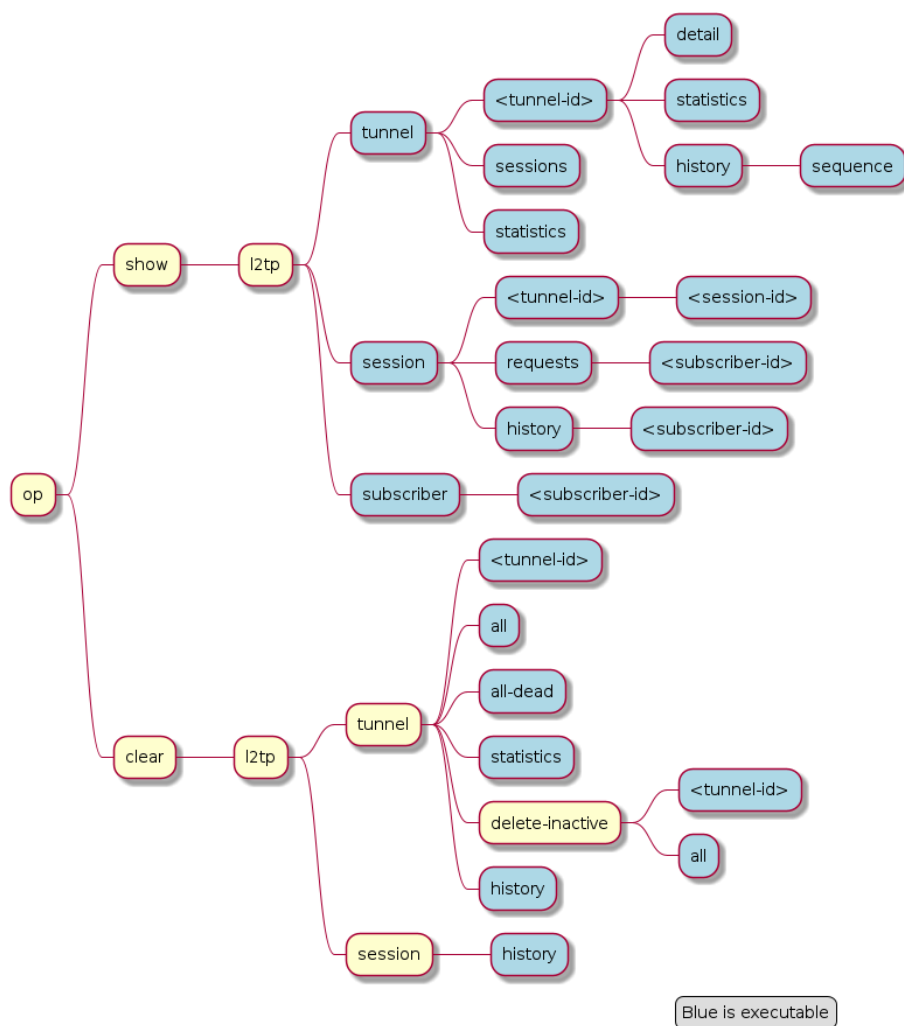 op
show
l2tp
tunnel
<tunnel-id>
detail
statistics
history
sequence
sessions
statistics
session
<tunnel-id>
<session-id>
requests
<subscriber-id>
history
<subscriber-id>
subscriber
<subscriber-id>
clear
l2tp
tunnel
<tunnel-id>
all
all-dead
statistics
delete-inactive
<tunnel-id>
all
history
session
history
Blue is executable